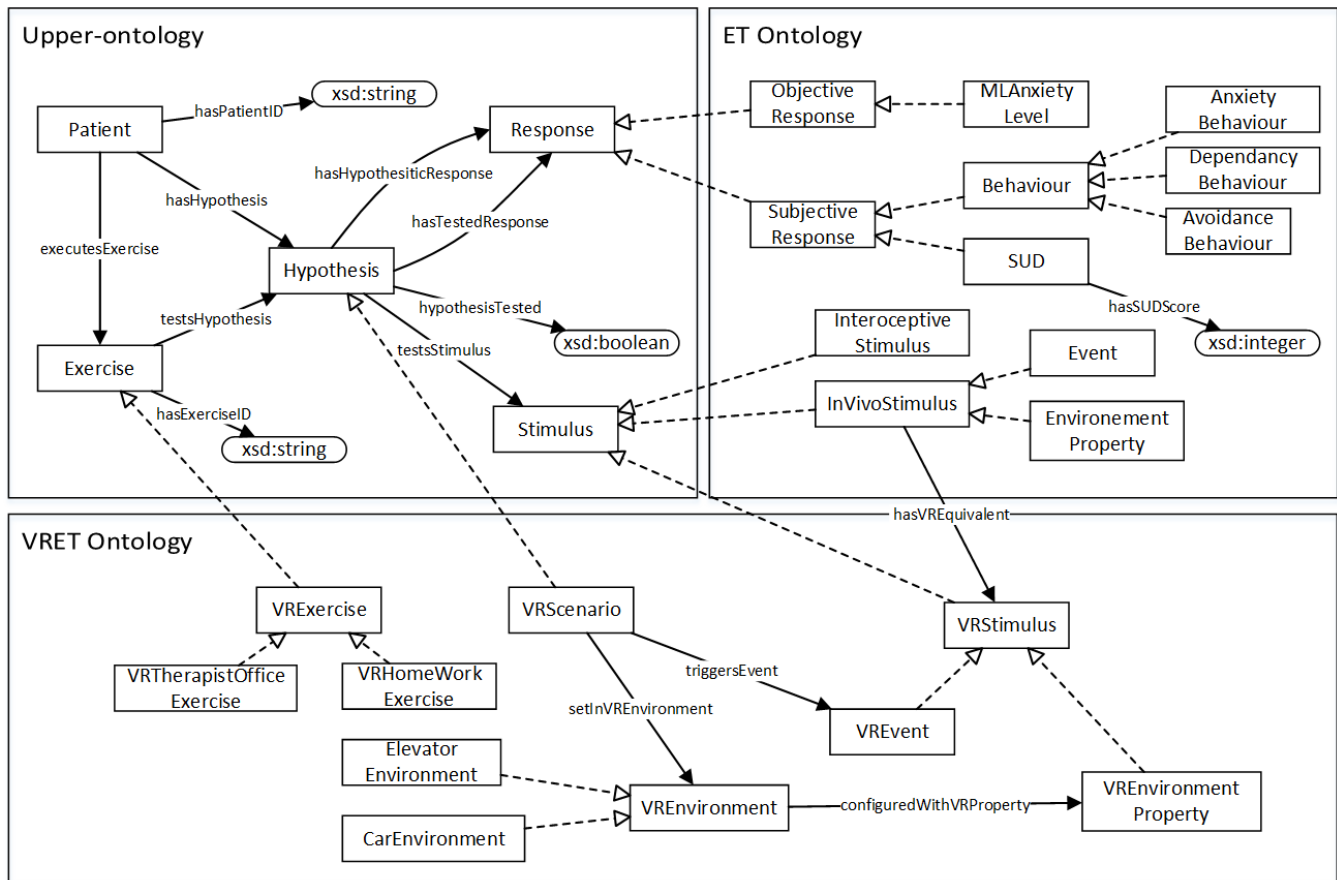 Upper-ontology
Patient
hasPatientID
xsd:string
Response
hasHypothesiticResponse
hasHypothesis
hasTestedResponse
executesExercise
Hypothesis
testsHypothesis
hypothesisTested
xsd:boolean
testsStimulus
Exercise
hasExerciseID
xsd:string
Stimulus
ET Ontology
Objective
Response
MLAnxiety
Level
Anxiety
Behaviour
Behaviour
Dependancy
Behaviour
Subjective
Response
Avoidance
Behaviour
SUD
hasSUDScore
xsd:integer
Interoceptive
Stimulus
Event
InVivoStimulus
Environement
Property
hasVREquivalent
VRET Ontology
VRExercise
VRScenario
VRStimulus
VRTherapistOffice
Exercise
VRHomeWork
Exercise
triggersEvent
setInVREnvironment
VREvent
Elevator
Environment
VREnvironment
configuredWithVRProperty
VREnvironment
Property
CarEnvironment